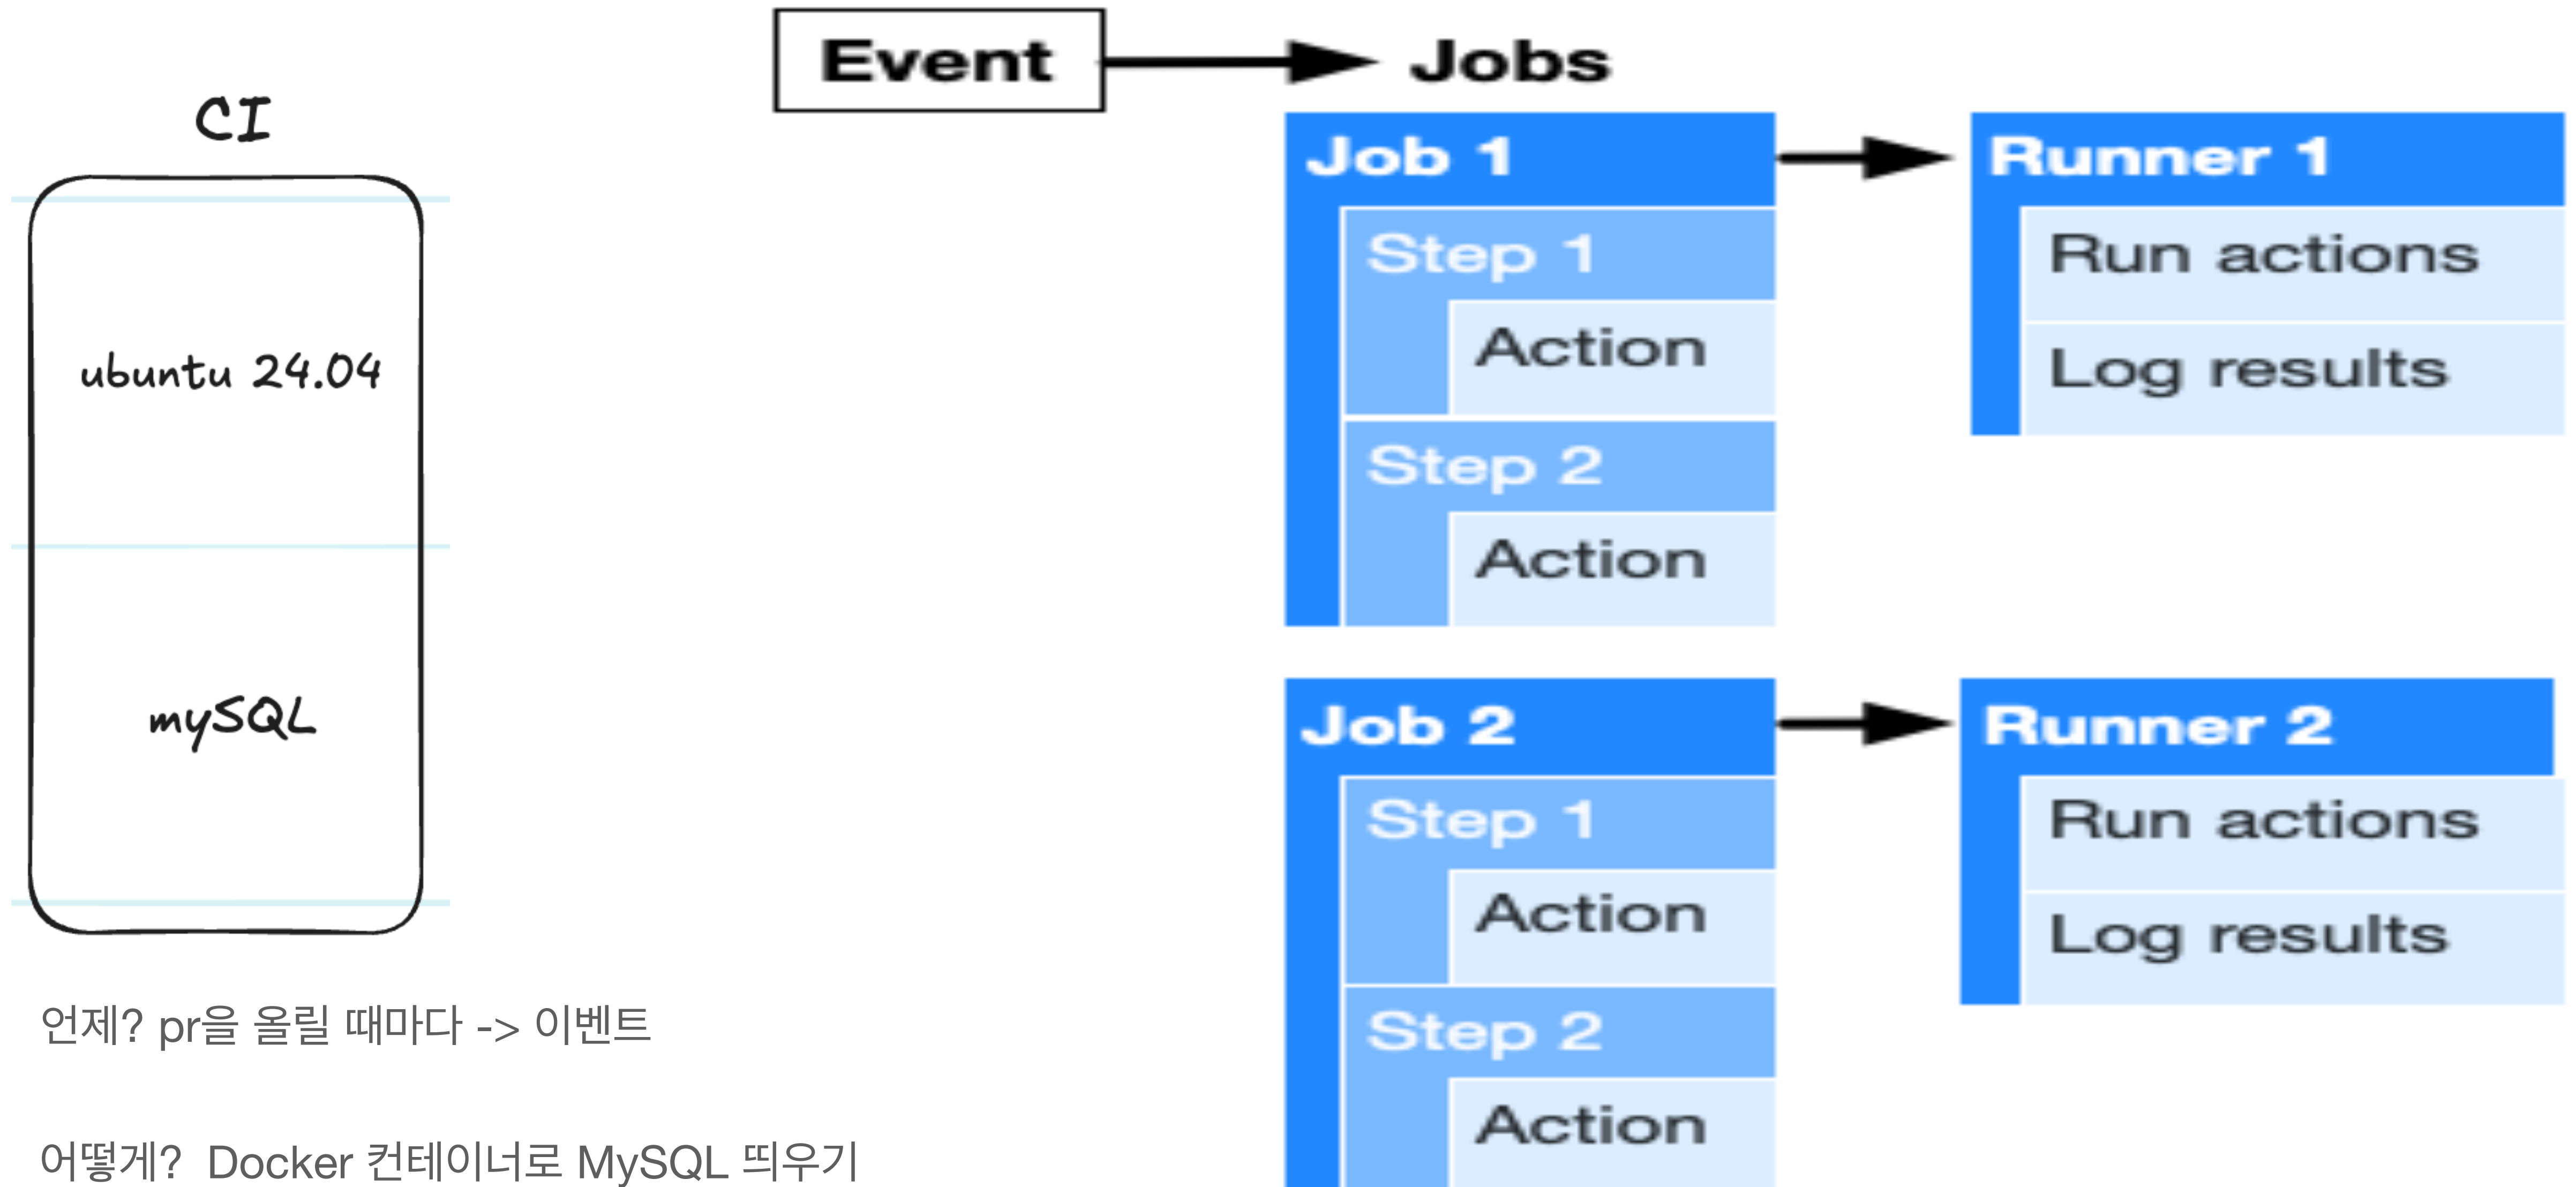 CI
ubuntu 24.04
mySQL
언제? pr을 올릴 때마다 -> 이벤트
어떻게? Docker 컨테이너로 MySQL 띄우기
Event
Jobs
Job 1
Step 1
Action
Step 2
Action
Runner 1
Run actions
Log results
Job 2
Step 1
Action
Step 2
Action
Runner 2
Run actions
Log results